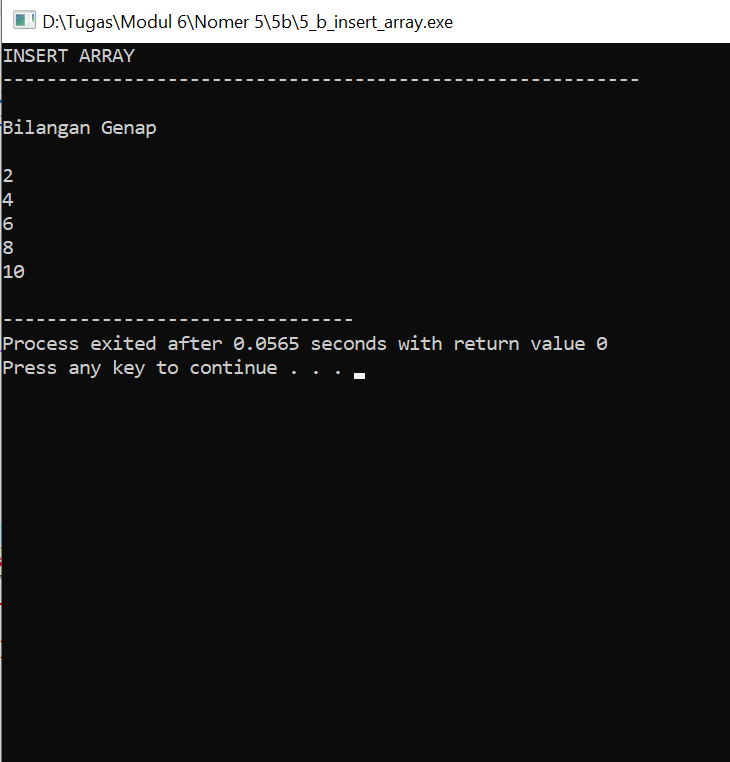 D:\Tugas\Modul 6\Nomer 5\5b\5_b_insert_array.exe
INSERT ARRAY
----------------------------------------------------------
Bilangan Genap
2
4
6
8
10
--------------------------------
Process exited after 0.0565 seconds with return value 0
Press any key to continue . . .